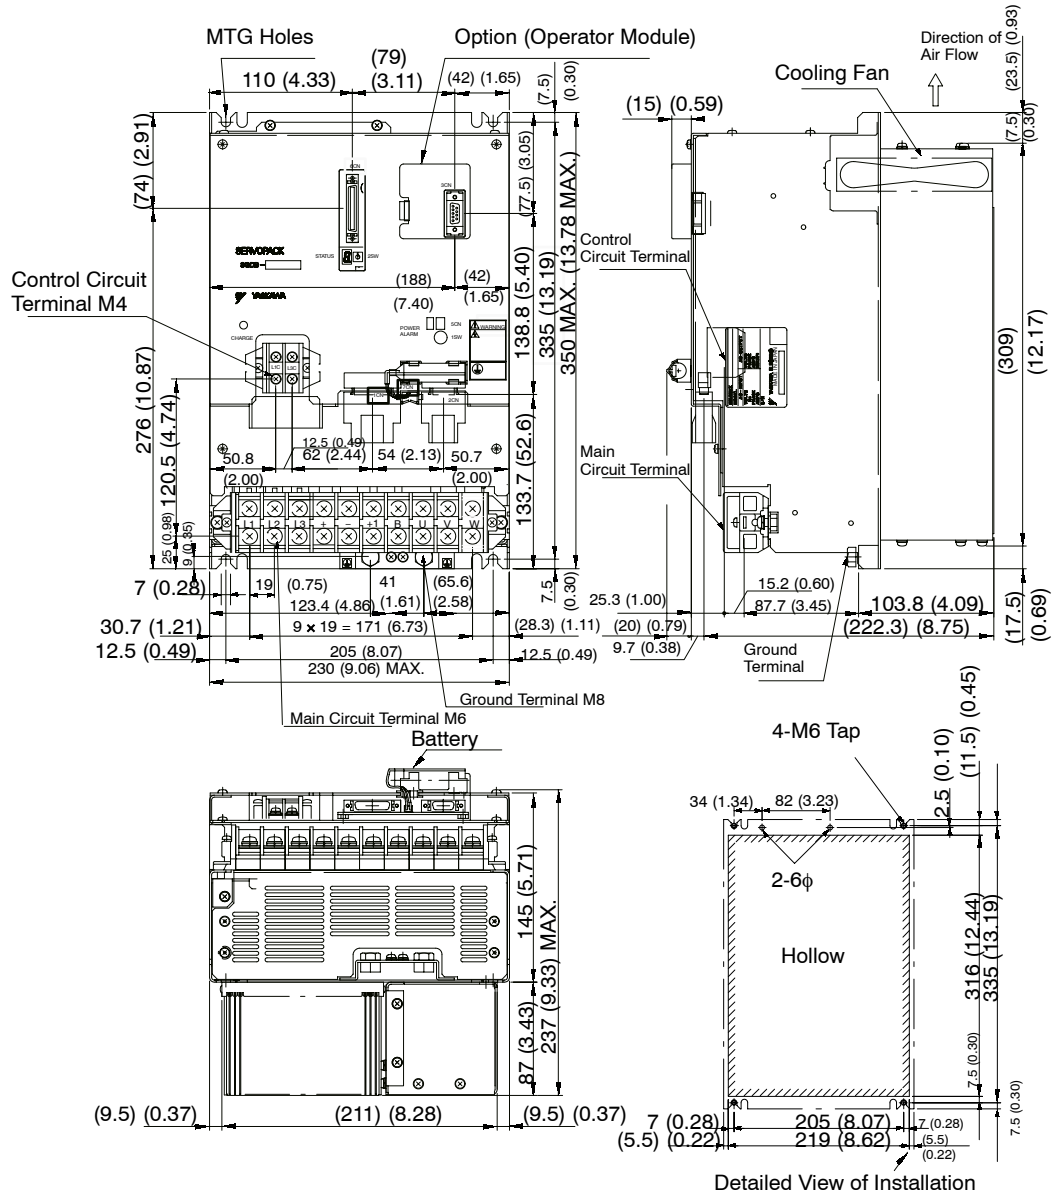 MTG Holes
(79)
(3.11)
Option (Operator Module)
110 (4.33)
(42) (1.65)
(7.5)
(0.30)
(74) (2.91)
(77.5) (3.05)
6CN
3CN
SERVOPACK
SGDB -
STATUS
2SW
YASKAWA
(188)
(7.40)
(42)
(1.65)
Control Circuit
Terminal M4
CHARGE
POWER
ALARM
5CN
1SW
WARNING
L1C
L2C
1CN
2CN
138.8 (5.40)
335 (13.19)
350 MAX. (13.78 MAX.)
276 (10.87)
120.5 (4.74)
133.7 (52.6)
12.5 (0.49)
50.8
(2.00)
62 (2.44)
54 (2.13)
50.7
(2.00)
L1 L2 L3 + − +1 B U V W
25 (0.98)
9 (0.35)
7 (0.28)
19
(0.75)
41
(1.61)
(65.6)
(2.58)
7.5
(0.30)
123.4 (4.86)
30.7 (1.21)
9 × 19 = 171 (6.73)
(28.3) (1.11)
12.5 (0.49)
205 (8.07)
12.5 (0.49)
230 (9.06) MAX.
Ground Terminal M8
Main Circuit Terminal M6
Direction of
Air Flow
(23.5) (0.93)
Cooling Fan
(15) (0.59)
(7.5)
(0.30)
Control
Circuit Terminal
(309)
(12.17)
Main
Circuit Terminal
15.2 (0.60)
25.3 (1.00)
87.7 (3.45)
103.8 (4.09)
(17.5)
(0.69)
(20) (0.79)
(222.3) (8.75)
9.7 (0.38)
Ground
Terminal
Battery
145 (5.71)
237 (9.33) MAX.
87 (3.43)
(9.5) (0.37)
(211) (8.28)
(9.5) (0.37)
4-M6 Tap
2.5 (0.10)
(11.5) (0.45)
34 (1.34)
82 (3.23)
2-6ϕ
Hollow
316 (12.44)
335 (13.19)
7.5 (0.30)
7.5 (0.30)
7 (0.28)
205 (8.07)
7 (0.28)
(5.5) (0.22)
219 (8.62)
(5.5)
(0.22)
Detailed View of Installation